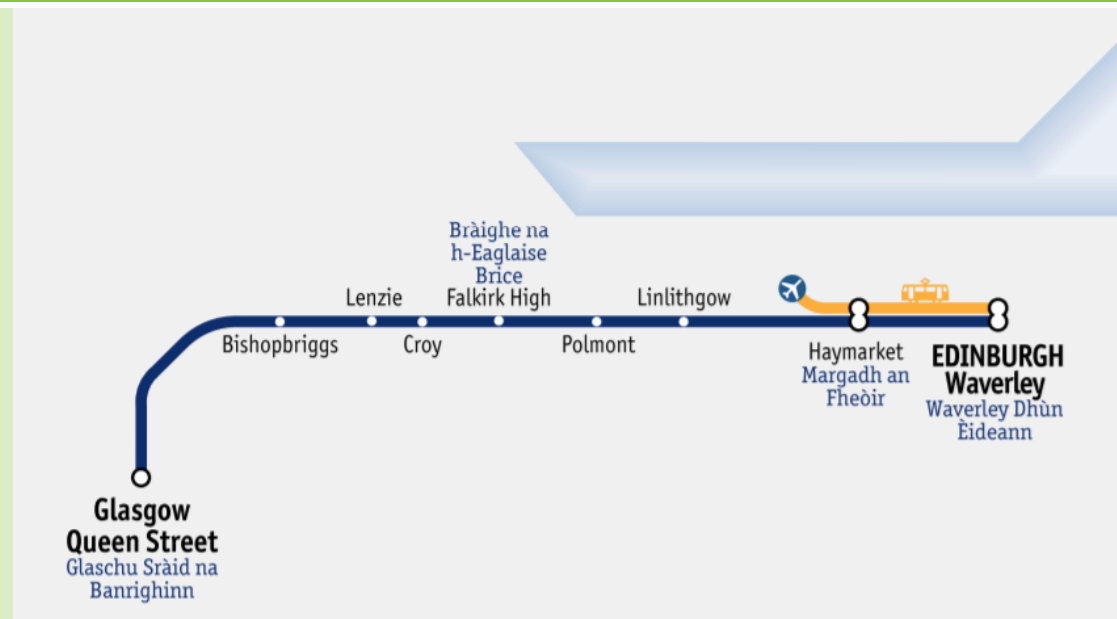 Bràighe na
h-Eaglaise
Brice
Falkirk High
Lenzie
Linlithgow
Bishopbriggs
Croy
Polmont
Haymarket
Margadh an
Fheòir
EDINBURGH
Waverley
Waverley Dhùn
Èideann
Glasgow
Queen Street
Glaschu Sràid na
Banrighinn